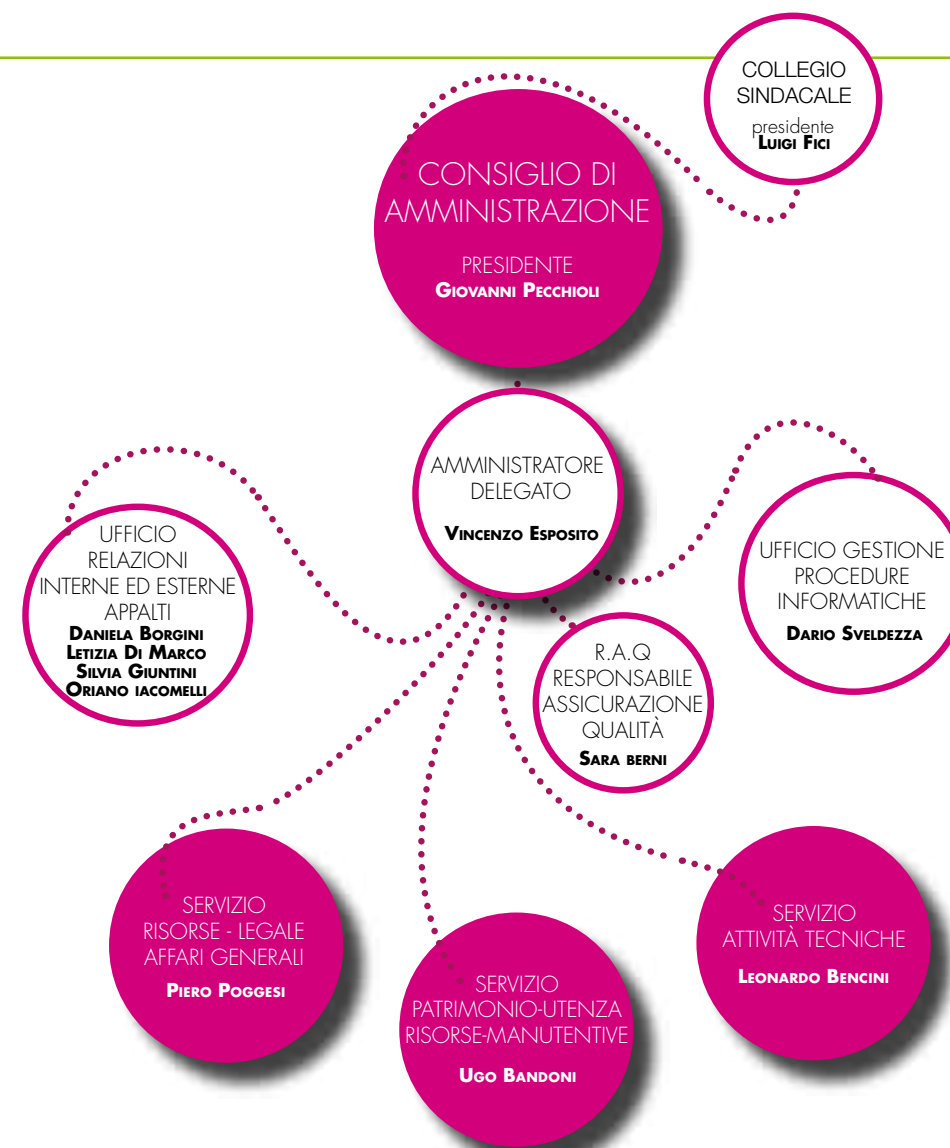 COLLEGIO
SINDACALE
presidente
Luigi Fici
CONSIGLIO DI
AMMINISTRAZIONE
PRESIDENTE
Giovanni Pecchioli
AMMINISTRATORE
DELEGATO
Vincenzo Esposito
UFFICIO
RELAZIONI
INTERNE ED ESTERNE
APPALTI
Daniela Borgini
Letizia Di Marco
Silvia Giuntini
Oriano iacomelli
UFFICIO GESTIONE
PROCEDURE
INFORMATICHE
Dario Sveldezza
R.A.Q
RESPONSABILE
ASSICURAZIONE
QUALITÀ
Sara berni
SERVIZIO
RISORSE - LEGALE
AFFARI GENERALI
Piero Poggesi
SERVIZIO
PATRIMONIO-UTENZA
RISORSE-MANUTENTIVE
Ugo Bandoni
SERVIZIO
ATTIVITÀ TECNICHE
Leonardo Bencini